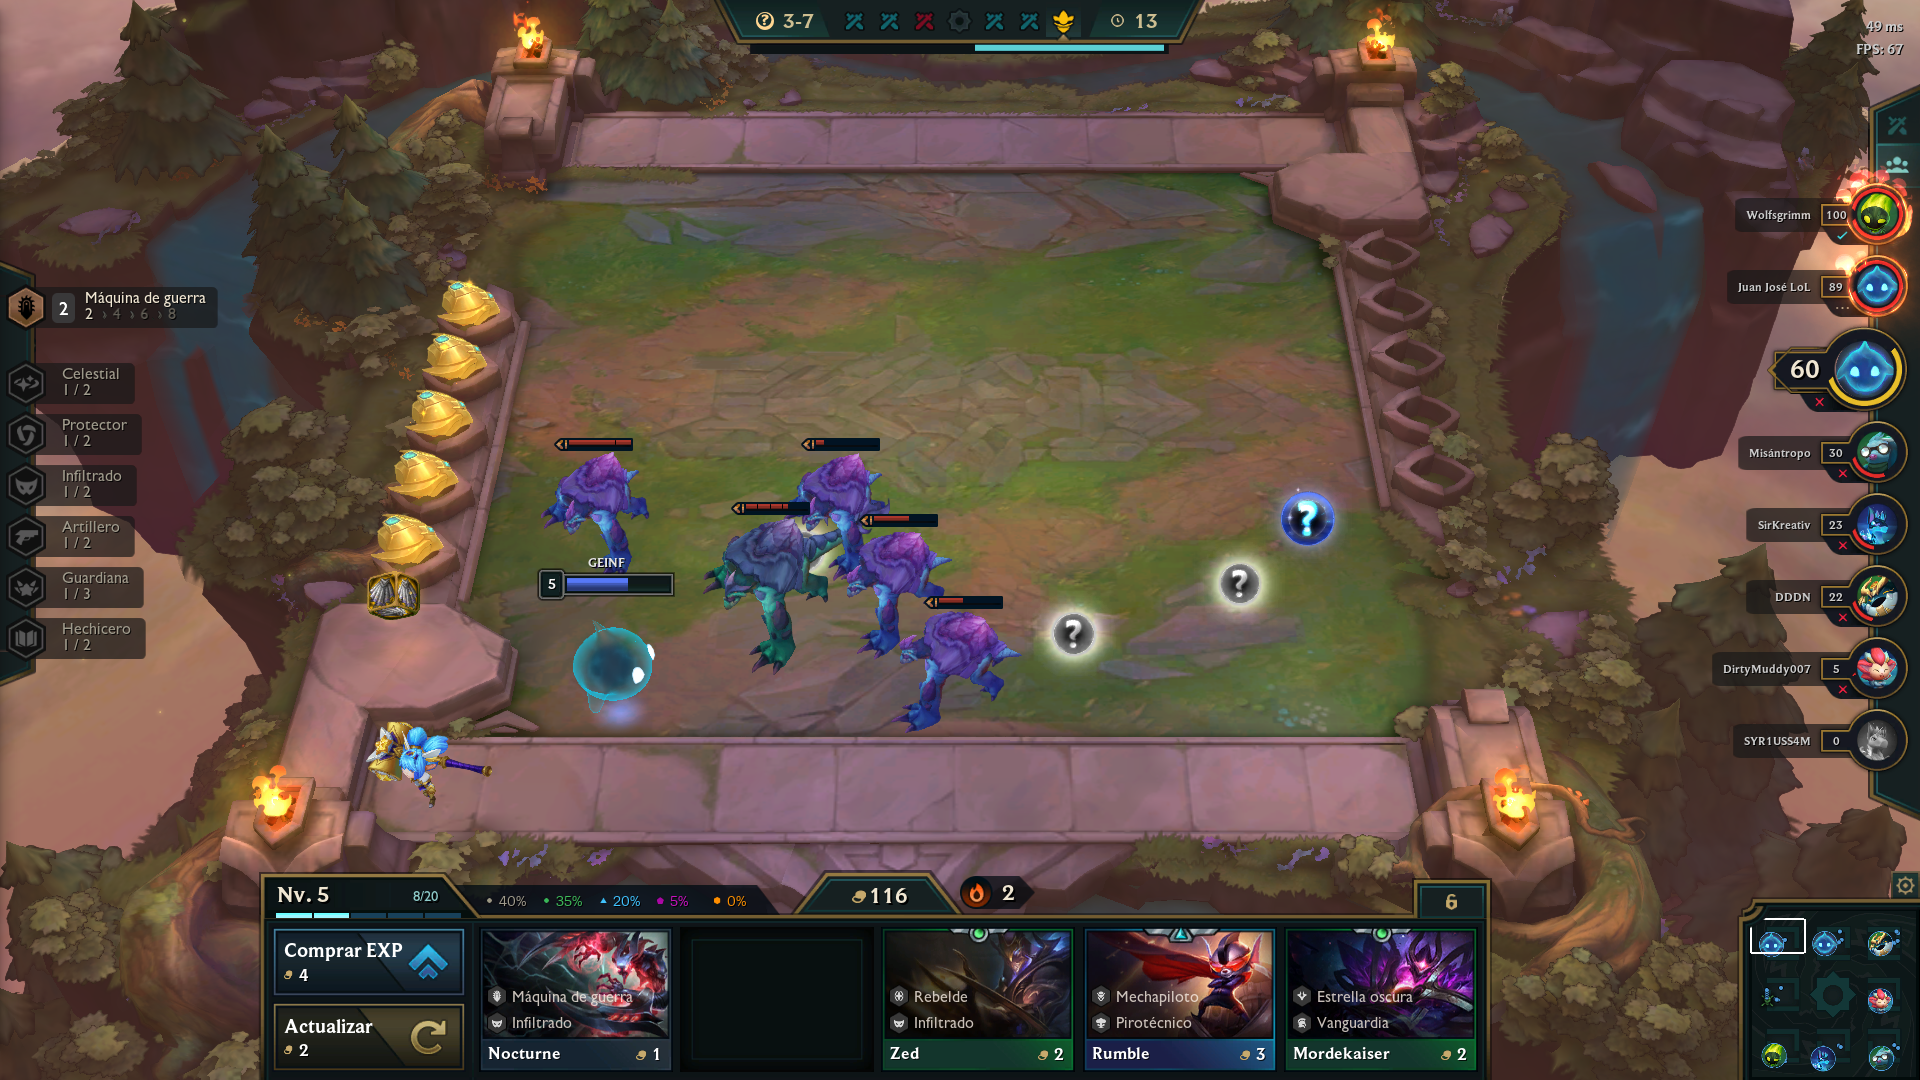 3-7
13
49 ms
FPS: 67
Wolfsgrimm
100
Juan José LoL
89
60
Misántropo
30
SirKreativ
23
DDDN
22
DirtyMuddy007
5
SYR1USS4M
0
2
Máquina de guerra
2 › 4 › 6 › 8
Celestial
1 / 2
Protector
1 / 2
Infiltrado
1 / 2
Artillero
1 / 2
Guardiana
1 / 3
Hechicero
1 / 2
GEINF
5
?
?
?
Nv. 5
8/20
40%
35%
20%
5%
0%
116
2
6
Comprar EXP
4
Actualizar
2
Máquina de guerra
Infiltrado
Nocturne
1
Rebelde
Infiltrado
Zed
2
Mechapiloto
Pirotécnico
Rumble
3
Estrella oscura
Vanguardia
Mordekaiser
2